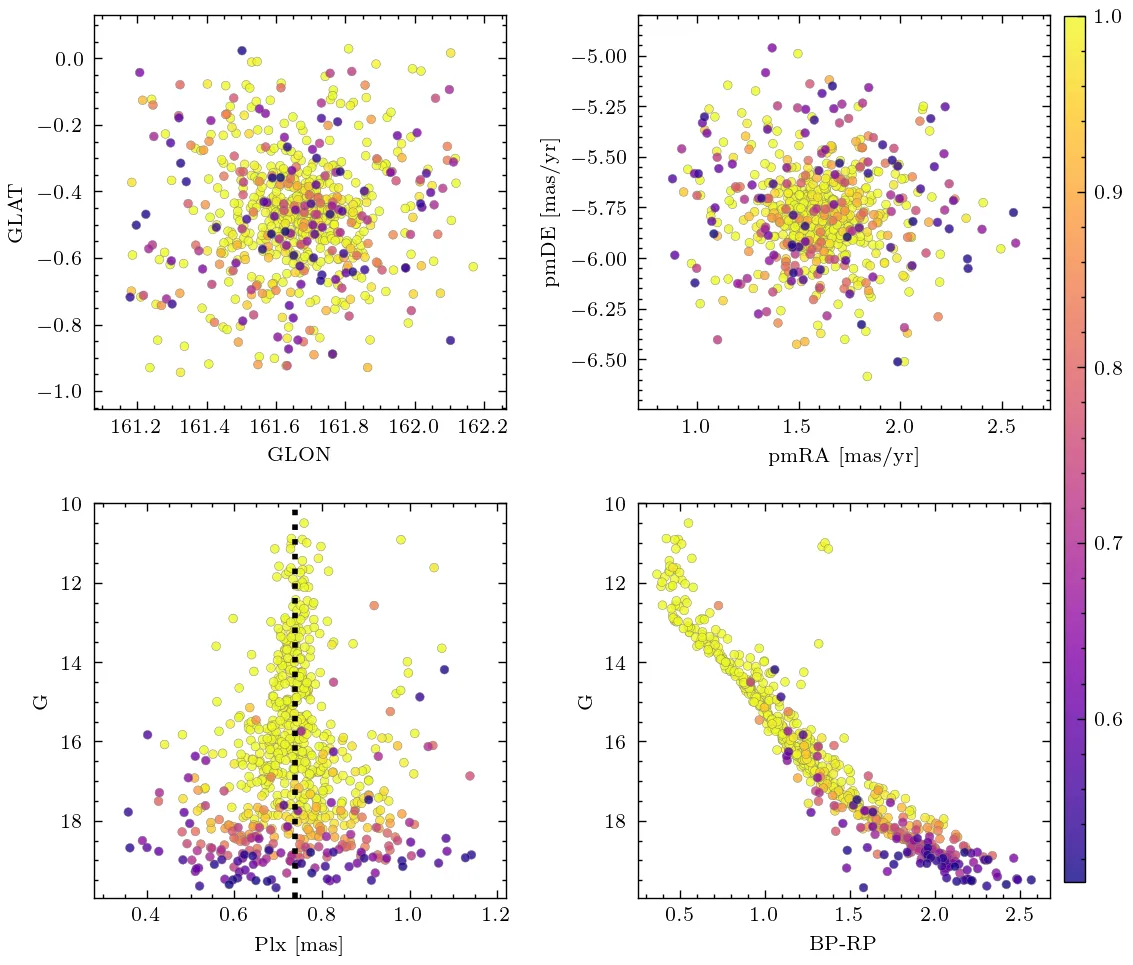 0.0
−0.2
−0.4
−0.6
−0.8
−1.0
GLAT
161.2 161.4 161.6 161.8 162.0 162.2
GLON
−5.00
−5.25
−5.50
−5.75
−6.00
−6.25
−6.50
pmDE [mas/yr]
1.0 1.5 2.0 2.5
pmRA [mas/yr]
1.0
0.9
0.8
0.7
0.6
10
12
14
16
18
G
0.4 0.6 0.8 1.0 1.2
Plx [mas]
10
12
14
16
18
G
0.5 1.0 1.5 2.0 2.5
BP-RP